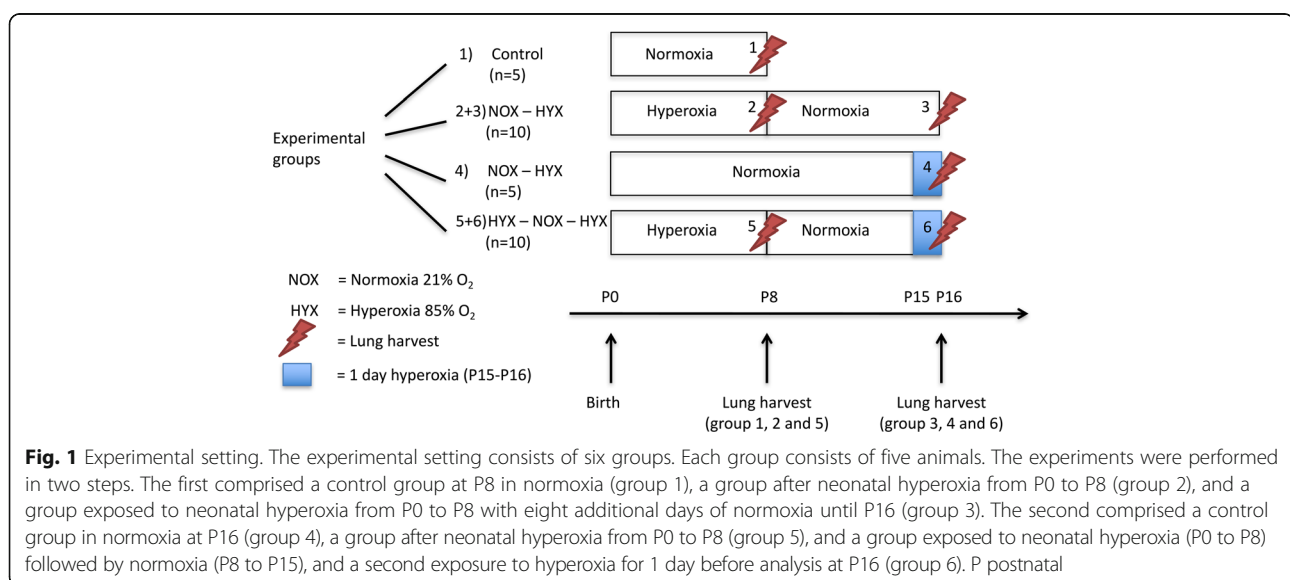 1) Control
(n=5)
Normoxia 1
2+3) NOX – HYX
(n=10)
Hyperoxia 2 Normoxia 3
Experimental
groups
4) NOX – HYX
(n=5)
Normoxia 4
5+6) HYX – NOX – HYX
(n=10)
Hyperoxia 5 Normoxia 6
NOX = Normoxia 21% O₂
HYX = Hyperoxia 85% O₂
= Lung harvest
= 1 day hyperoxia (P15-P16)
P0 P8 P15 P16
Birth
Lung harvest
(group 1, 2 and 5)
Lung harvest
(group 3, 4 and 6)
Fig. 1 Experimental setting. The experimental setting consists of six groups. Each group consists of five animals. The experiments were performed
in two steps. The first comprised a control group at P8 in normoxia (group 1), a group after neonatal hyperoxia from P0 to P8 (group 2), and a
group exposed to neonatal hyperoxia from P0 to P8 with eight additional days of normoxia until P16 (group 3). The second comprised a control
group in normoxia at P16 (group 4), a group after neonatal hyperoxia from P0 to P8 (group 5), and a group exposed to neonatal hyperoxia (P0 to P8)
followed by normoxia (P8 to P15), and a second exposure to hyperoxia for 1 day before analysis at P16 (group 6). P postnatal